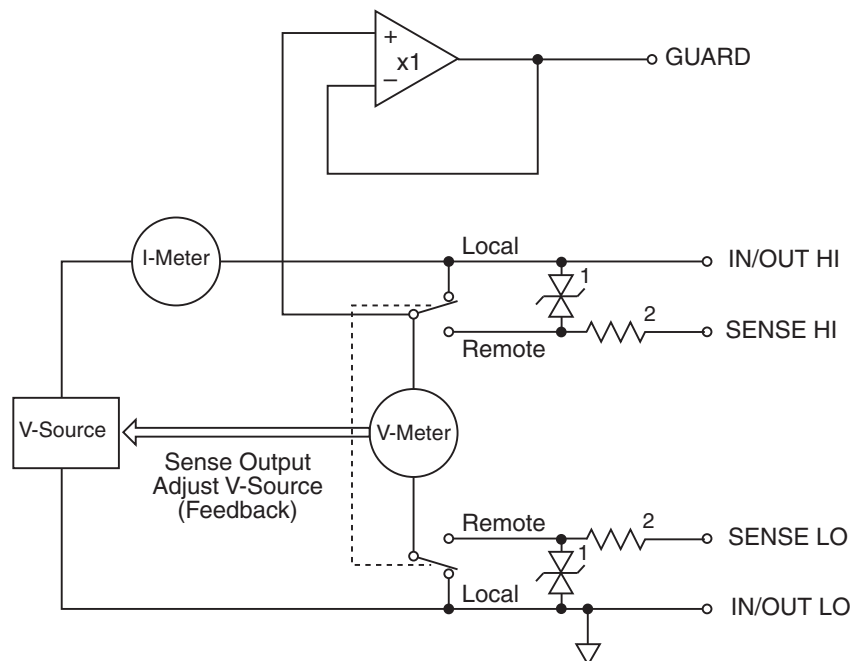 +
x1
−
GUARD
I-Meter
Local
1
IN/OUT HI
2
Remote
SENSE HI
V-Source
V-Meter
Sense Output
Adjust V-Source
(Feedback)
Remote
2
SENSE LO
1
Local
IN/OUT LO